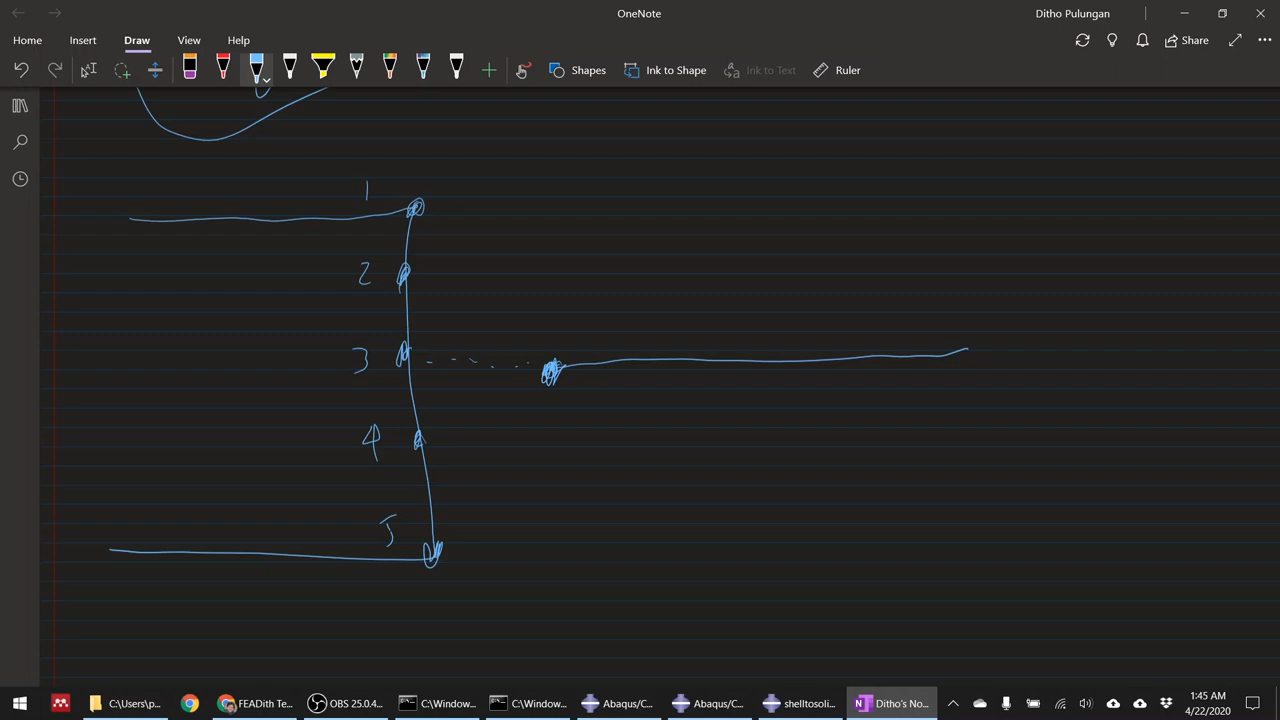 OneNote
Ditho Pulungan
Home Insert Draw View Help
Share
Shapes
Ink to Shape
Ink to Text
Ruler
1
2
3
4
5
C:\Users\p...
FEADith Te...
OBS 25.0.4...
C:\Window...
C:\Window...
Abaqus/C...
Abaqus/C...
shelltosoli...
Ditho's No...
1:45 AM
4/22/2020